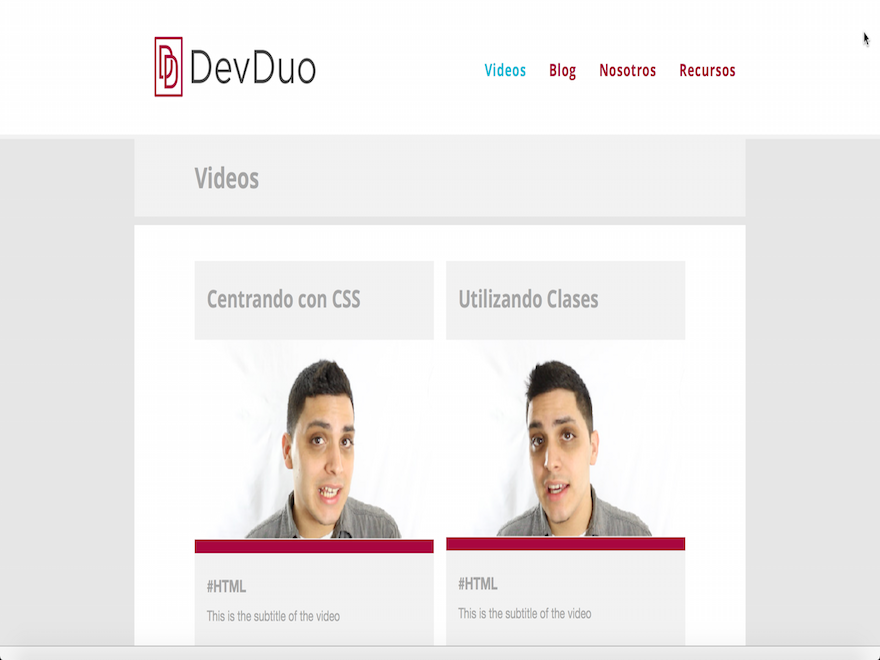 DevDuo
Videos Blog Nosotros Recursos
Videos
Centrando con CSS
#HTML
This is the subtitle of the video
Utilizando Clases
#HTML
This is the subtitle of the video